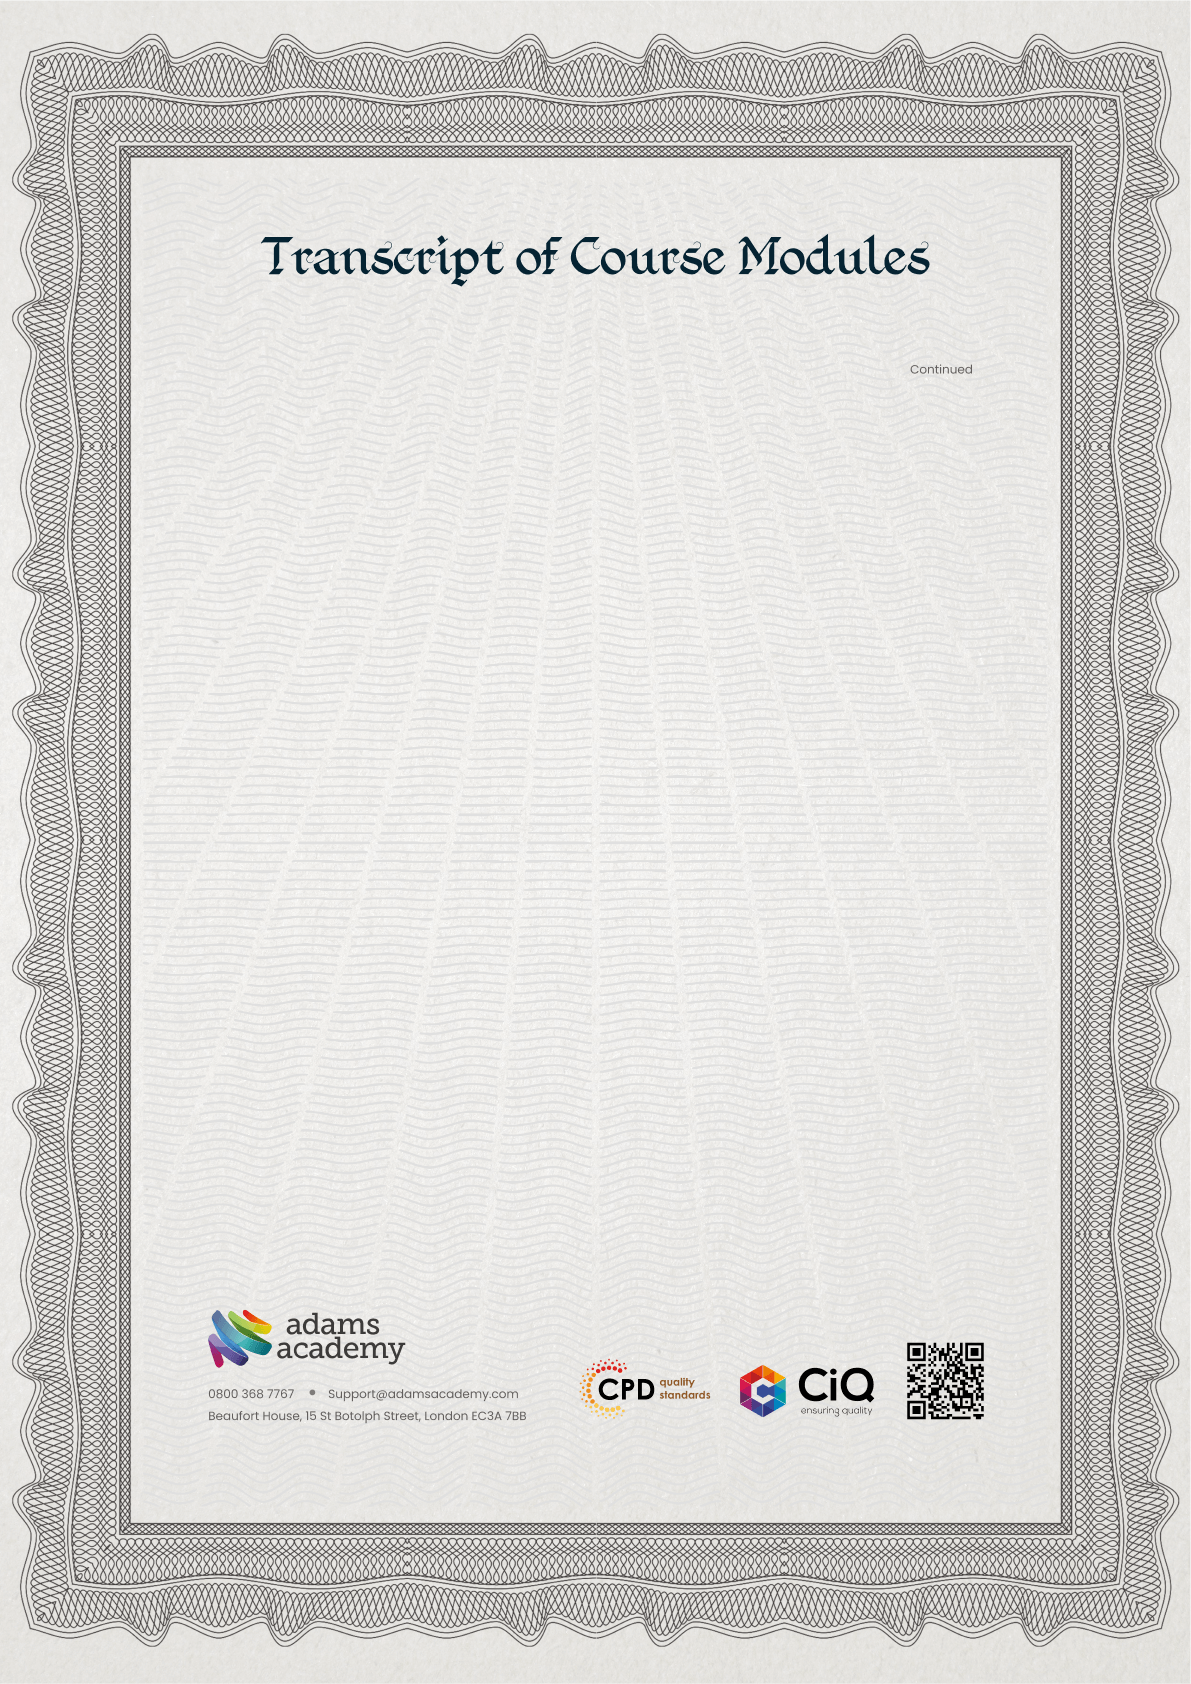 Transcript of Course Modules
Continued
adams
academy
0800 368 7767 • Support@adamsacademy.com
Beaufort House, 15 St Botolph Street, London EC3A 7BB
CPD quality standards
CiQ
ensuring quality